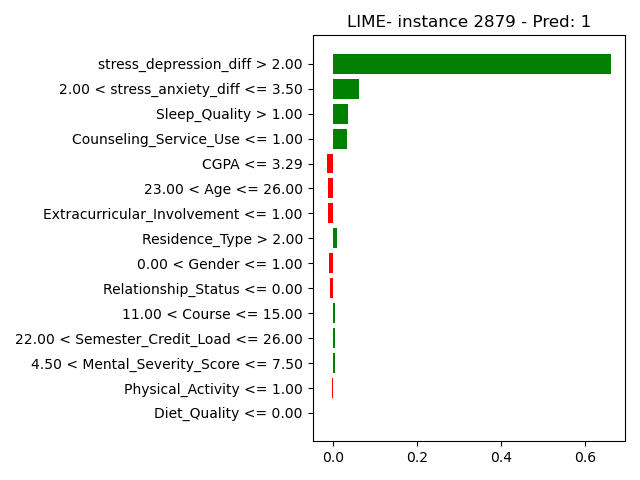 LIME- instance 2879 - Pred: 1
stress_depression_diff > 2.00
2.00 < stress_anxiety_diff <= 3.50
Sleep_Quality > 1.00
Counseling_Service_Use <= 1.00
CGPA <= 3.29
23.00 < Age <= 26.00
Extracurricular_Involvement <= 1.00
Residence_Type > 2.00
0.00 < Gender <= 1.00
Relationship_Status <= 0.00
11.00 < Course <= 15.00
22.00 < Semester_Credit_Load <= 26.00
4.50 < Mental_Severity_Score <= 7.50
Physical_Activity <= 1.00
Diet_Quality <= 0.00
0.0 0.2 0.4 0.6